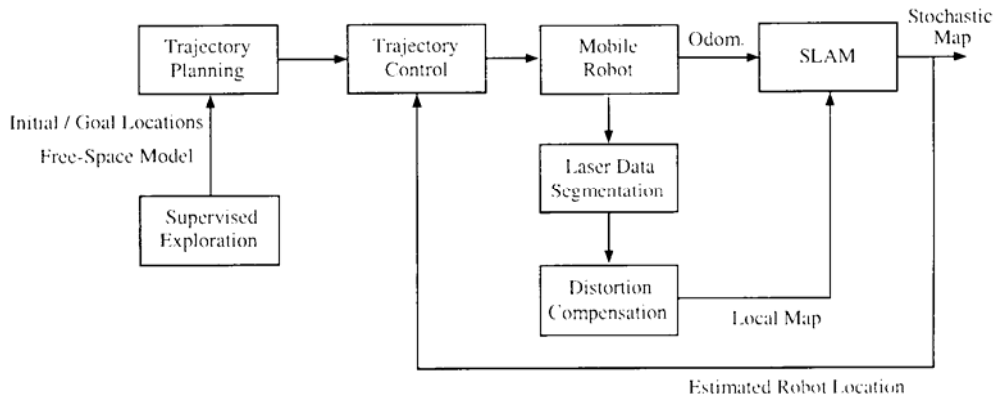 Stochastic
Map
Trajectory
Planning
Trajectory
Control
Mobile
Robot
Odom.
SLAM
Initial / Goal Locations
Free-Space Model
Laser Data
Segmentation
Supervised
Exploration
Distortion
Compensation
Local Map
Estimated Robot Location